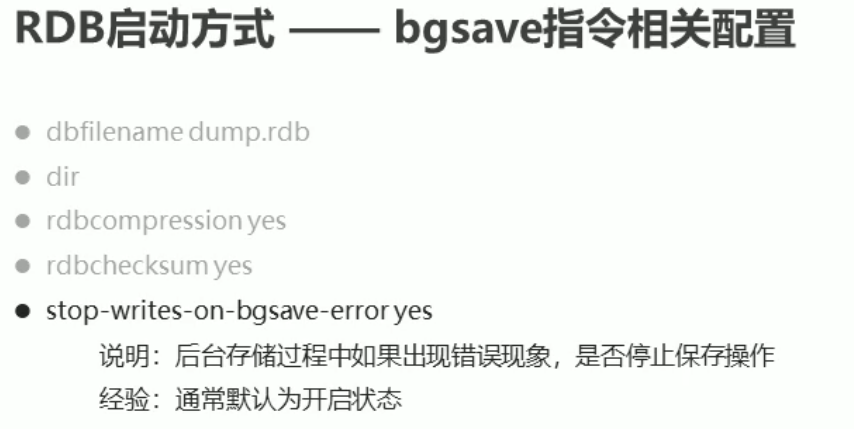 RDB启动方式 —— bgsave指令相关配置
● dbfilename dump.rdb
● dir
● rdbcompression yes
● rdbchecksum yes
● stop-writes-on-bgsave-error yes
说明：后台存储过程中如果出现错误现象，是否停止保存操作
经验：通常默认为开启状态